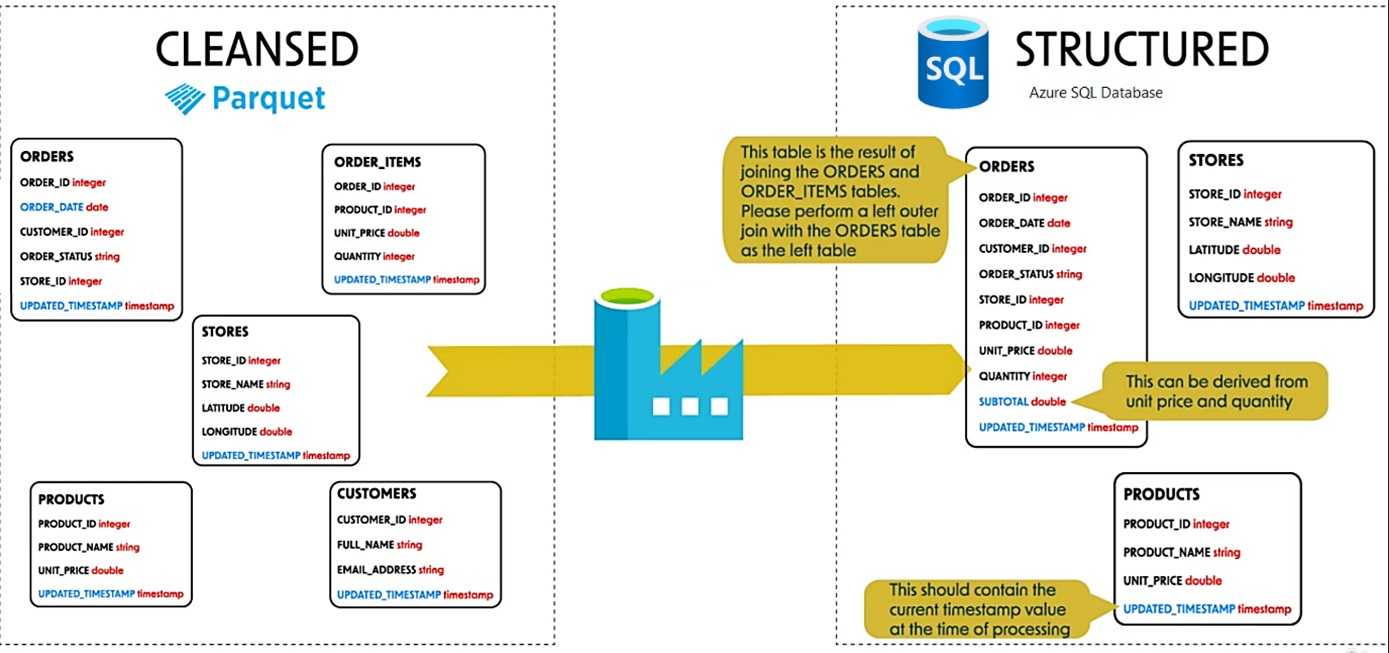 CLEANSED
Parquet
ORDERS
ORDER_ID integer
ORDER_DATE date
CUSTOMER_ID integer
ORDER_STATUS string
STORE_ID integer
UPDATED_TIMESTAMP timestamp
ORDER_ITEMS
ORDER_ID integer
PRODUCT_ID integer
UNIT_PRICE double
QUANTITY integer
UPDATED_TIMESTAMP timestamp
STORES
STORE_ID integer
STORE_NAME string
LATITUDE double
LONGITUDE double
UPDATED_TIMESTAMP timestamp
PRODUCTS
PRODUCT_ID integer
PRODUCT_NAME string
UNIT_PRICE double
UPDATED_TIMESTAMP timestamp
CUSTOMERS
CUSTOMER_ID integer
FULL_NAME string
EMAIL_ADDRESS string
UPDATED_TIMESTAMP timestamp
SQL
STRUCTURED
Azure SQL Database
This table is the result of
joining the ORDERS and
ORDER_ITEMS tables.
Please perform a left outer
join with the ORDERS table
as the left table
ORDERS
ORDER_ID integer
ORDER_DATE date
CUSTOMER_ID integer
ORDER_STATUS string
STORE_ID integer
PRODUCT_ID integer
UNIT_PRICE double
QUANTITY integer
SUBTOTAL double
UPDATED_TIMESTAMP timestamp
STORES
STORE_ID integer
STORE_NAME string
LATITUDE double
LONGITUDE double
UPDATED_TIMESTAMP timestamp
This can be derived from
unit price and quantity
PRODUCTS
PRODUCT_ID integer
PRODUCT_NAME string
UNIT_PRICE double
UPDATED_TIMESTAMP timestamp
This should contain the
current timestamp value
at the time of processing